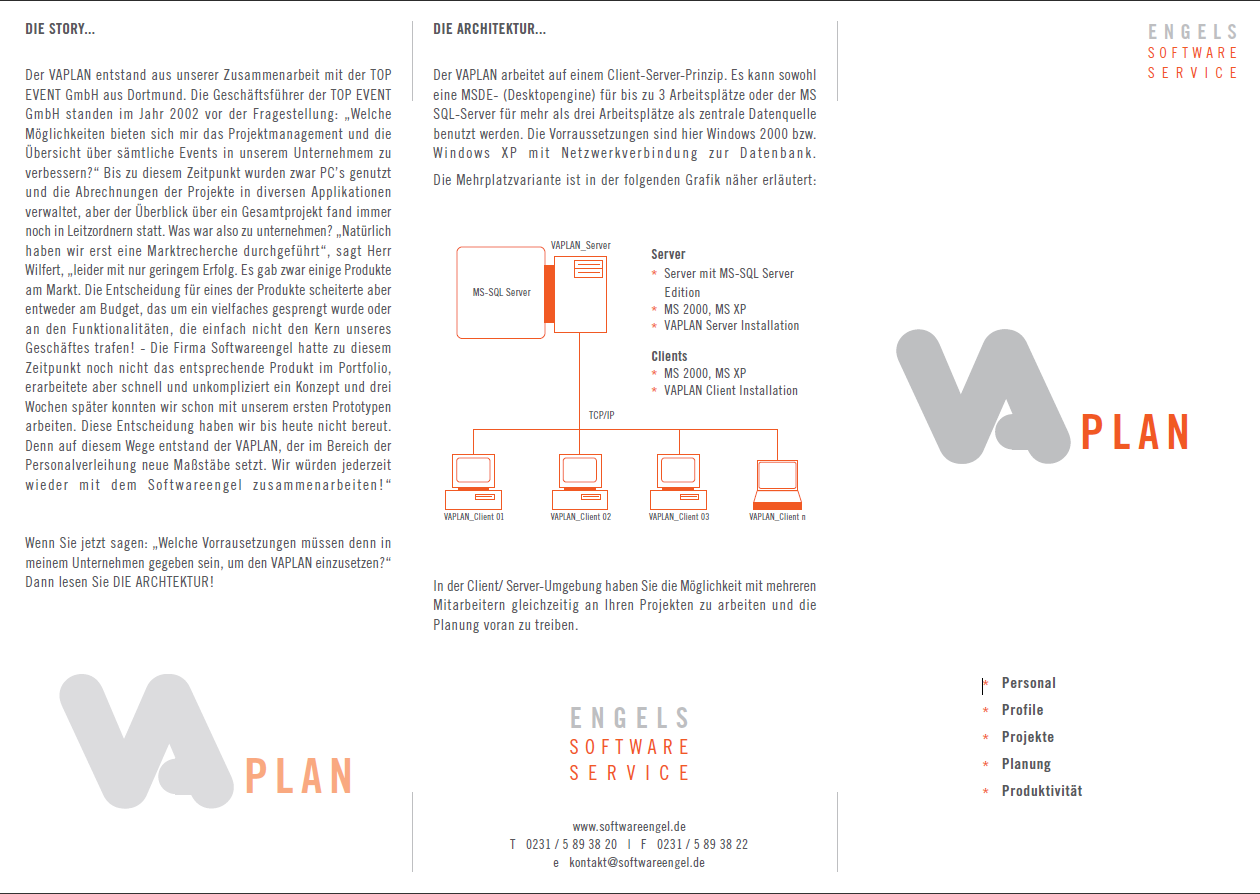 DIE STORY...
Der VAPLAN entstand aus unserer Zusammenarbeit mit der TOP
EVENT GmbH aus Dortmund. Die Geschäftsführer der TOP EVENT
GmbH standen im Jahr 2002 vor der Fragestellung: „Welche
Möglichkeiten bieten sich mir das Projektmanagement und die
Übersicht über sämtliche Events in unserem Unternehmem zu
verbessern?“ Bis zu diesem Zeitpunkt wurden zwar PC's genutzt
und die Abrechnungen der Projekte in diversen Applikationen
verwaltet, aber der Überblick über ein Gesamtprojekt fand immer
noch in Leitzordnern statt. Was war also zu unternehmen? „Natürlich
haben wir erst eine Marktrecherche durchgeführt“, sagt Herr
Wilfert, „leider mit nur geringem Erfolg. Es gab zwar einige Produkte
am Markt. Die Entscheidung für eines der Produkte scheiterte aber
entweder am Budget, das um ein vielfaches gesprengt wurde oder
an den Funktionalitäten, die einfach nicht den Kern unseres
Geschäftes trafen! - Die Firma Softwareengel hatte zu diesem
Zeitpunkt noch nicht das entsprechende Produkt im Portfolio,
erarbeitete aber schnell und unkompliziert ein Konzept und drei
Wochen später konnten wir schon mit unserem ersten Prototypen
arbeiten. Diese Entscheidung haben wir bis heute nicht bereut.
Denn auf diesem Wege entstand der VAPLAN, der im Bereich der
Personalverleihung neue Maßstäbe setzt. Wir würden jederzeit
wieder mit dem Softwareengel zusammenarbeiten!“
Wenn Sie jetzt sagen: „Welche Vorrausetzungen müssen denn in
meinem Unternehmen gegeben sein, um den VAPLAN einzusetzen?“
Dann lesen Sie DIE ARCHTEKTUR!
VA PLAN
DIE ARCHITEKTUR...
Der VAPLAN arbeitet auf einem Client-Server-Prinzip. Es kann sowohl
eine MSDE- (Desktopengine) für bis zu 3 Arbeitsplätze oder der MS
SQL-Server für mehr als drei Arbeitsplätze als zentrale Datenquelle
benutzt werden. Die Vorraussetzungen sind hier Windows 2000 bzw.
Windows XP mit Netzwerkverbindung zur Datenbank.
Die Mehrplatzvariante ist in der folgenden Grafik näher erläutert:
VAPLAN_Server
MS-SQL Server
Server
* Server mit MS-SQL Server
Edition
* MS 2000, MS XP
* VAPLAN Server Installation
Clients
* MS 2000, MS XP
* VAPLAN Client Installation
TCP/IP
VAPLAN_Client 01
VAPLAN_Client 02
VAPLAN_Client 03
VAPLAN_Client n
In der Client/ Server-Umgebung haben Sie die Möglichkeit mit mehreren
Mitarbeitern gleichzeitig an Ihren Projekten zu arbeiten und die
Planung voran zu treiben.
ENGELS
SOFTWARE
SERVICE
www.softwareengel.de
T 0231 / 5 89 38 20 | F 0231 / 5 89 38 22
e kontakt@softwareengel.de
ENGELS
SOFTWARE
SERVICE
VA PLAN
* Personal
* Profile
* Projekte
* Planung
* Produktivität